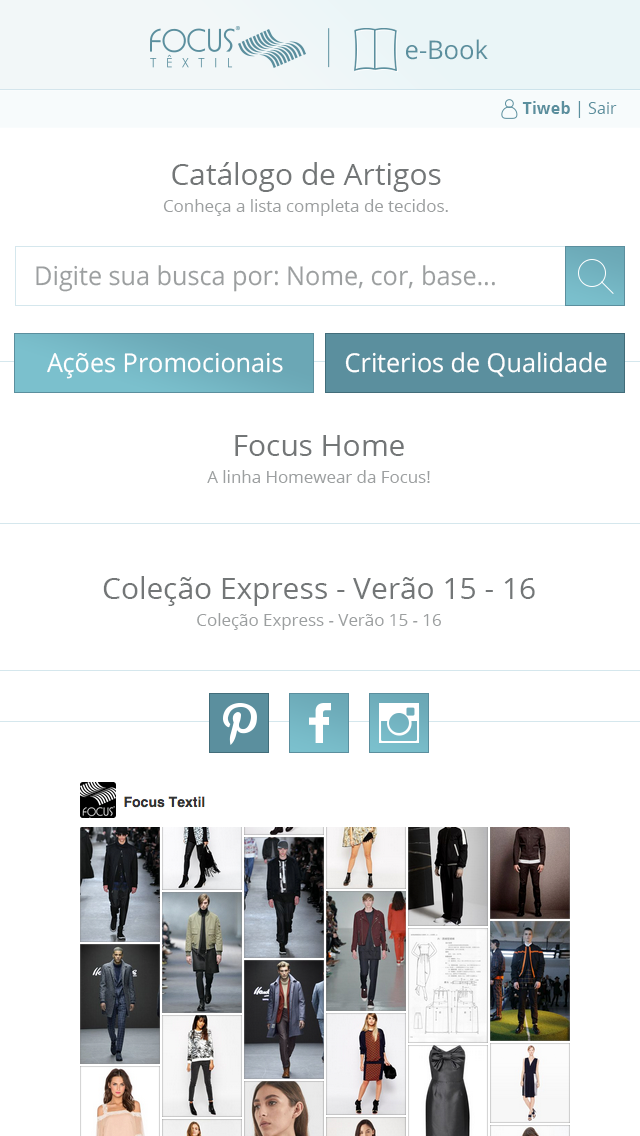 FOCUS®
TÊXTIL
e-Book
Tiweb | Sair
Catálogo de Artigos
Conheça a lista completa de tecidos.
Digite sua busca por: Nome, cor, base...
Ações Promocionais
Criterios de Qualidade
Focus Home
A linha Homewear da Focus!
Coleção Express - Verão 15 - 16
Coleção Express - Verão 15 - 16
FOCUS
Focus Textil